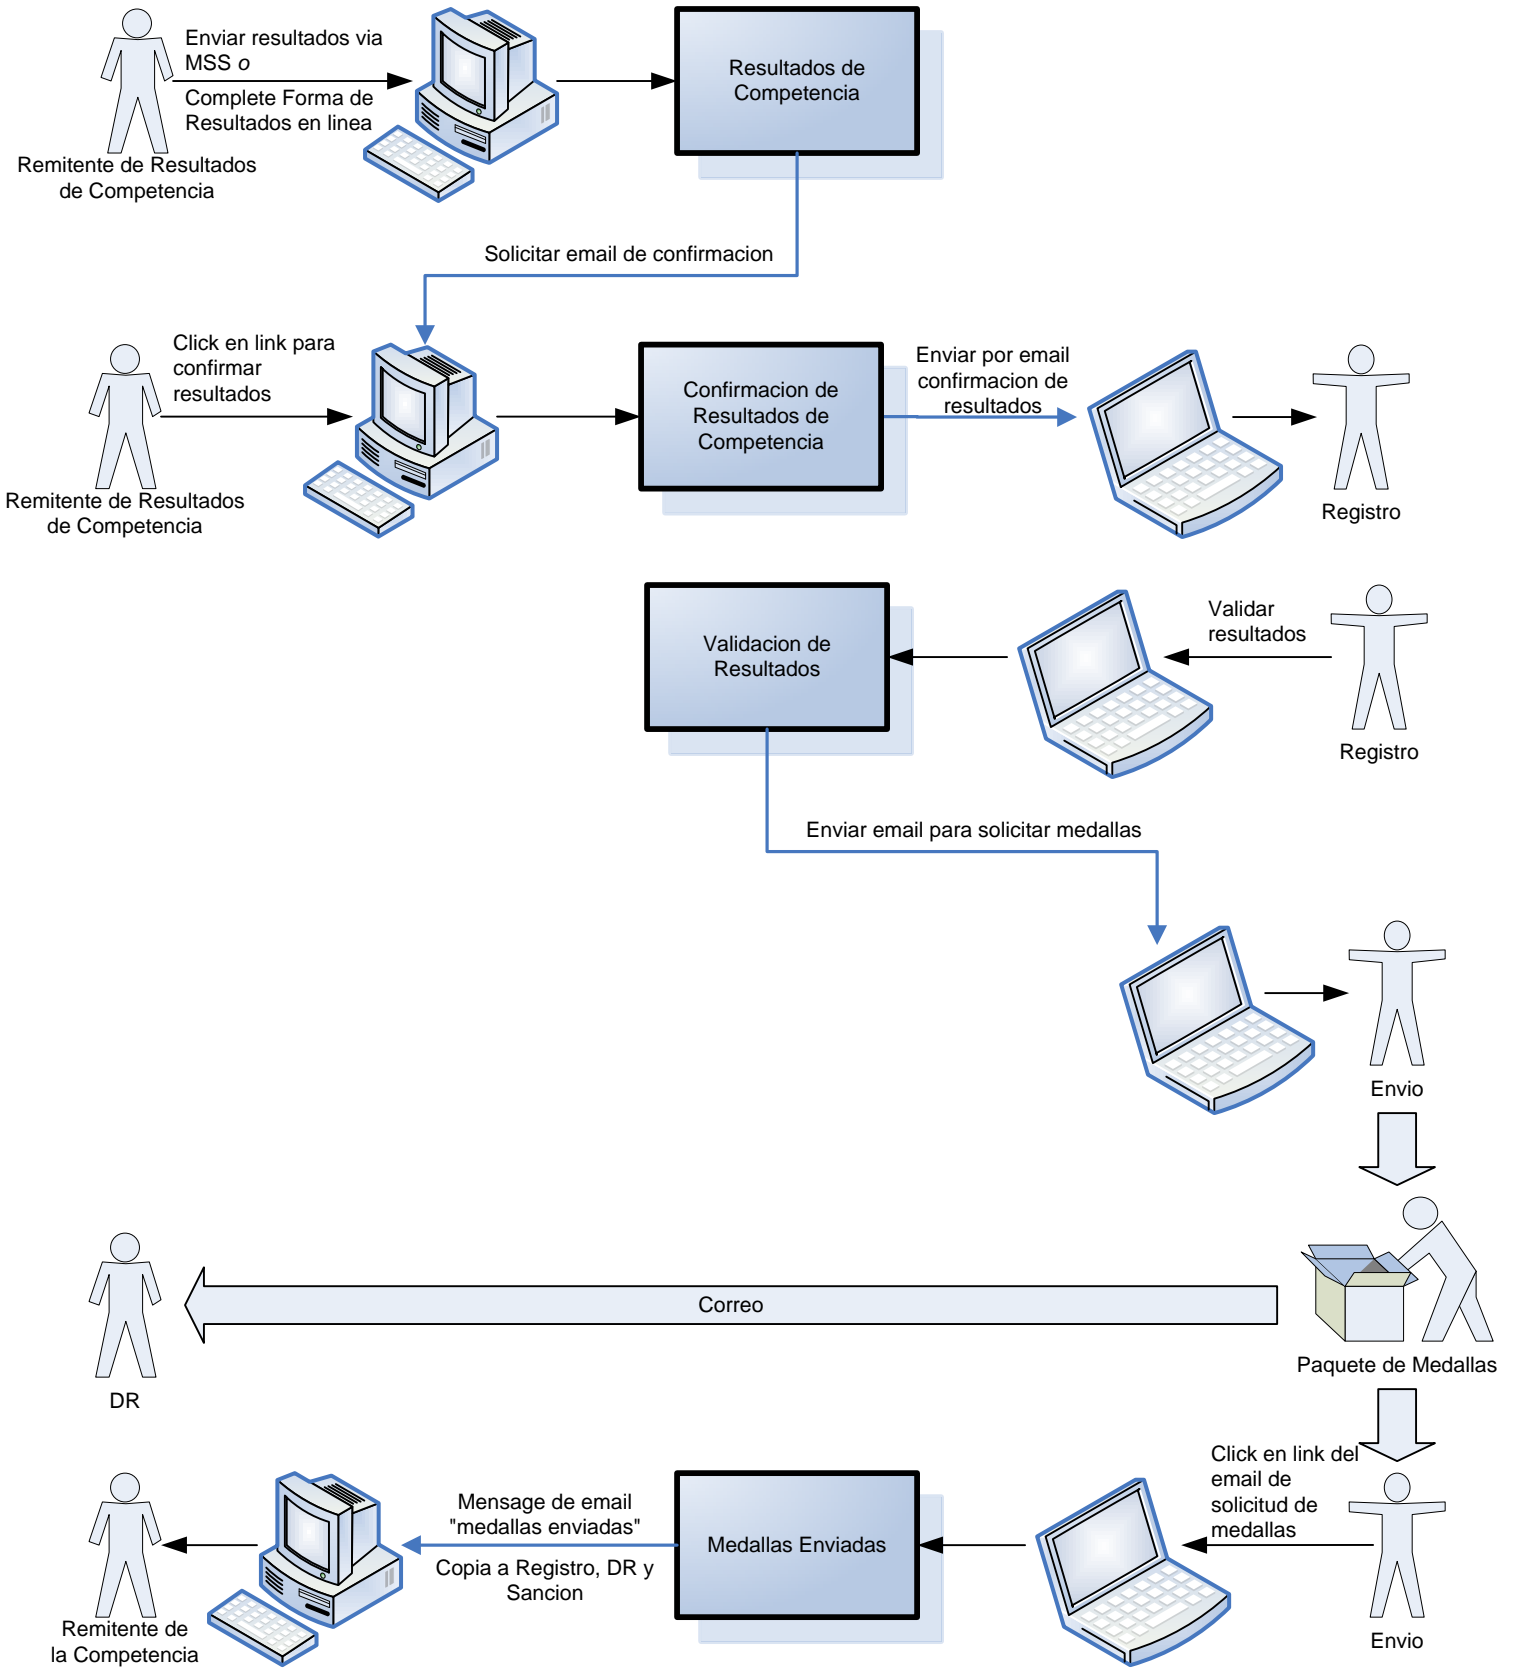 Enviar resultados via
MSS o
Complete Forma de
Resultados en linea
Remitente de Resultados
de Competencia
Resultados de
Competencia
Solicitar email de confirmacion
Click en link para
confirmar
resultados
Remitente de Resultados
de Competencia
Confirmacion de
Resultados de
Competencia
Enviar por email
confirmacion de
resultados
Registro
Validacion de
Resultados
Validar
resultados
Registro
Enviar email para solicitar medallas
Envio
Correo
DR
Paquete de Medallas
Click en link del
email de
solicitud de
medallas
Mensage de email
"medallas enviadas"
Copia a Registro, DR y
Sancion
Medallas Enviadas
Remitente de
la Competencia
Envio